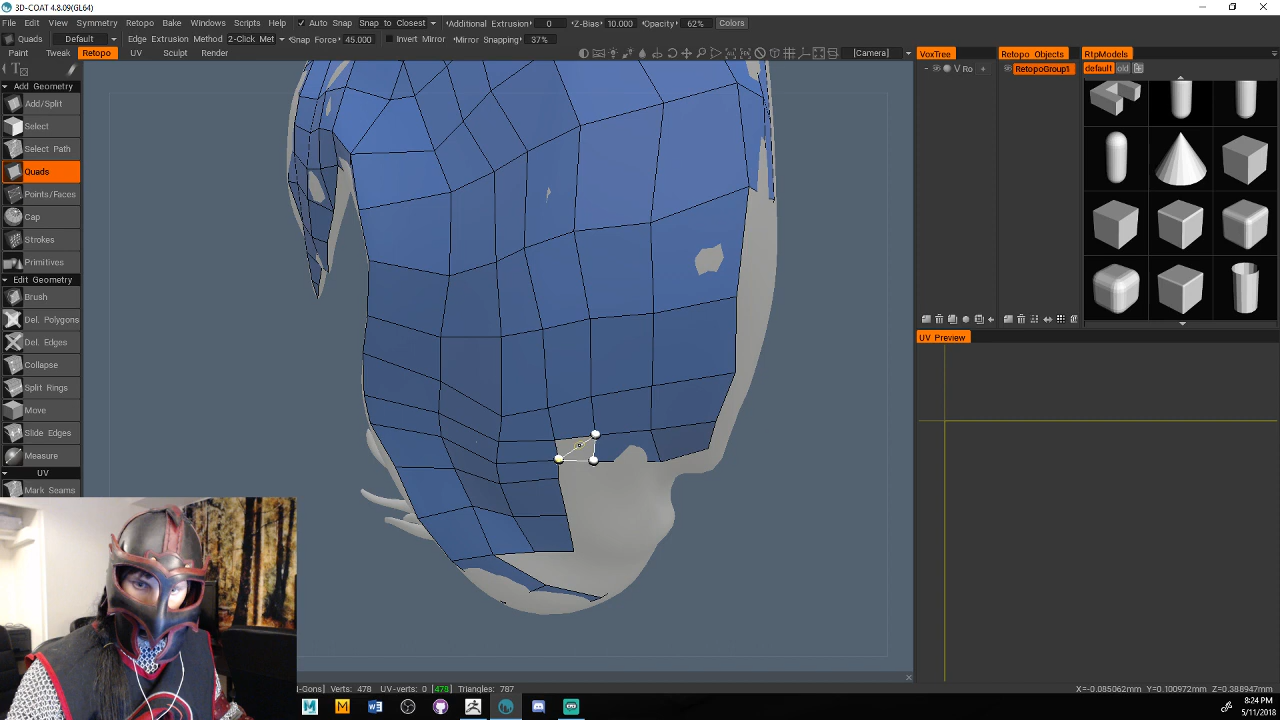 3D-COAT 4.8.09(GL64)
File Edit View Symmetry Retopo Bake Windows Scripts Help Auto Snap Snap to Closest Additional Extrusion 0 Z-Bias 10.000 Opacity 62% Colors
Quads Default Edge Extrusion Method 2-Click Met Snap Force 45.000 Invert Mirror Mirror Snapping 37%
Paint Tweak Retopo UV Sculpt Render [Camera] VoxTree Retopo Objects RtpModels
V Ro + RetopoGroup1 default old
Add Geometry
Add/Split
Select
Select Path
Quads
Points/Faces
Cap
Strokes
Primitives
Edit Geometry
Brush
Del. Polygons
Del. Edges
Collapse
Split Rings
Move
Slide Edges
Measure
UV
Mark Seams
UV Preview
-Gons] Verts: 478 UV-verts: 0 [478] Triangles: 787
X=-0.085062mm Y=0.100972mm Z=0.388947mm
8:24 PM
5/11/2018